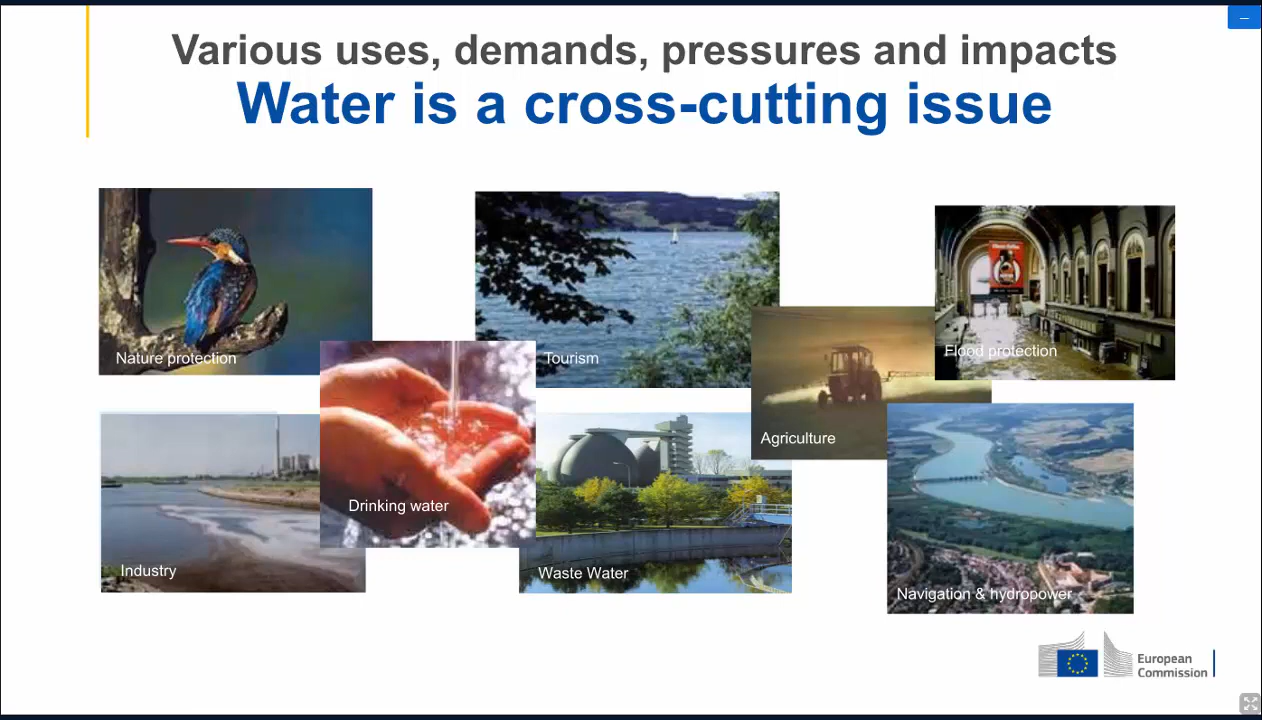 Various uses, demands, pressures and impacts
Water is a cross-cutting issue
Nature protection
Tourism
Flood protection
Agriculture
Drinking water
Industry
Waste Water
Navigation & hydropower
European
Commission